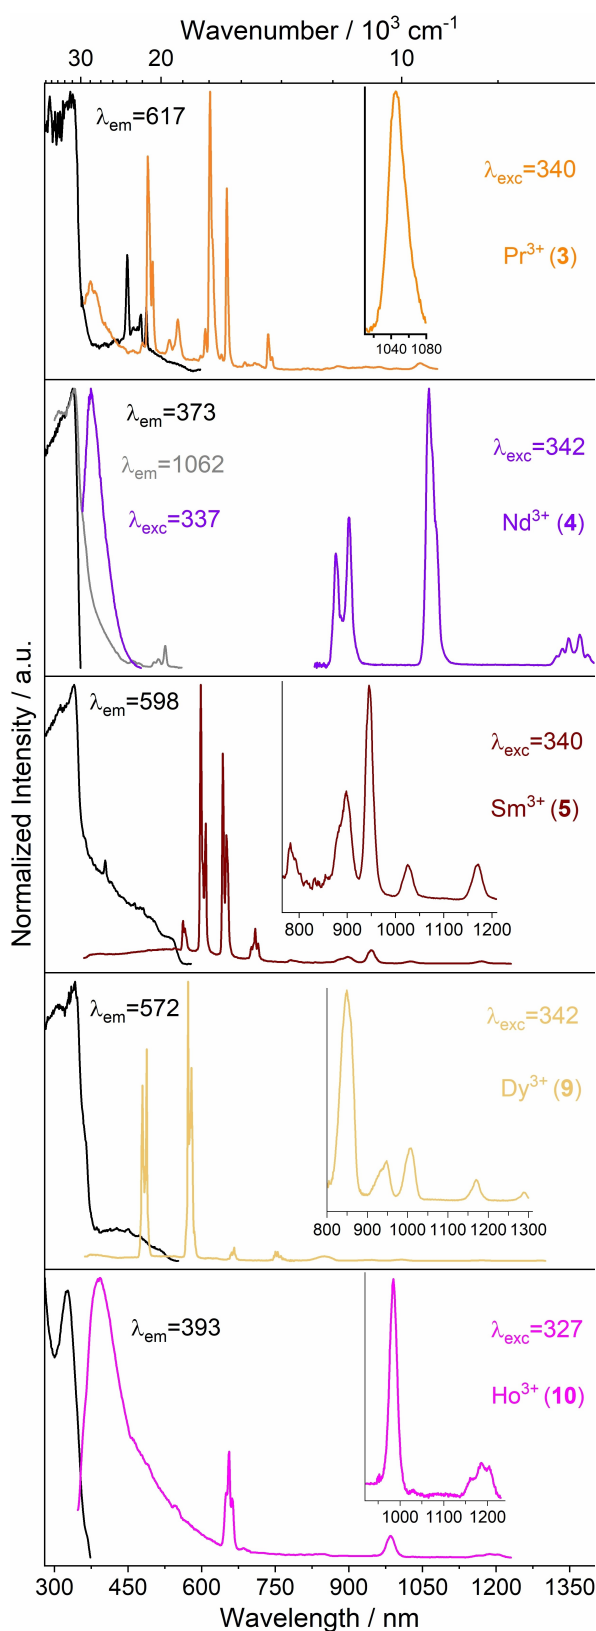 Wavenumber / 10³ cm⁻¹
30 20 10
λem=617
λexc=340
Pr³⁺ (3)
1040 1080
λem=373
λem=1062
λexc=337
λexc=342
Nd³⁺ (4)
λem=598
λexc=340
Sm³⁺ (5)
800 900 1000 1100 1200
λem=572
λexc=342
Dy³⁺ (9)
800 900 1000 1100 1200 1300
λem=393
λexc=327
Ho³⁺ (10)
1000 1100 1200
Normalized Intensity / a.u.
300 450 600 750 900 1050 1200 1350
Wavelength / nm